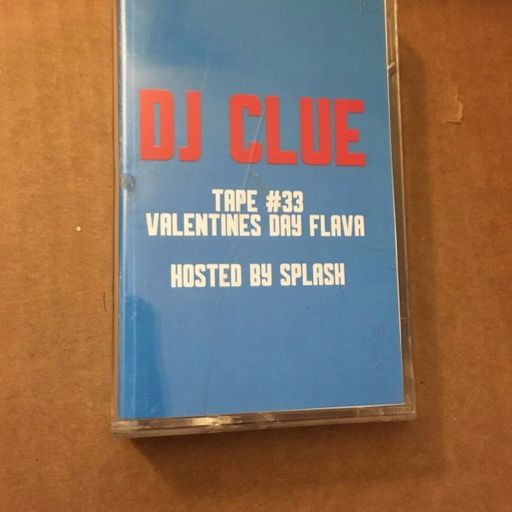 DJ CLUE
TAPE #33
VALENTINES DAY FLAVA
HOSTED BY SPLASH